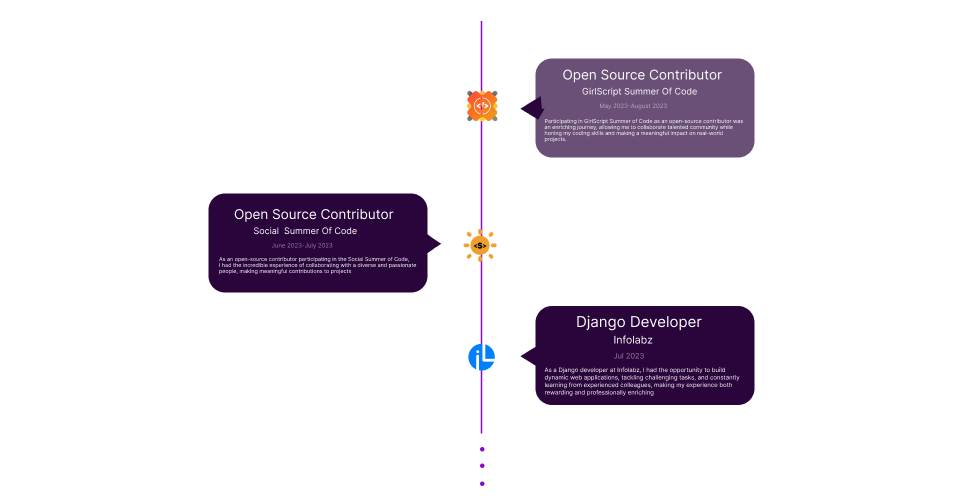 Open Source Contributor
GirlScript Summer Of Code
May 2023-August 2023
Participating in GirlScript Summer of Code as an open-source contributor was
an enriching journey, allowing me to collaborate talented community while
honing my coding skills and making a meaningful impact on real-world
projects.
Open Source Contributor
Social Summer Of Code
June 2023-July 2023
As an open-source contributor participating in the Social Summer of Code,
I had the incredible experience of collaborating with a diverse and passionate
people, making meaningful contributions to projects
<S>
Django Developer
Infolabz
Jul 2023
As a Django developer at Infolabz, I had the opportunity to build
dynamic web applications, tackling challenging tasks, and constantly
learning from experienced colleagues, making my experience both
rewarding and professionally enriching
iL